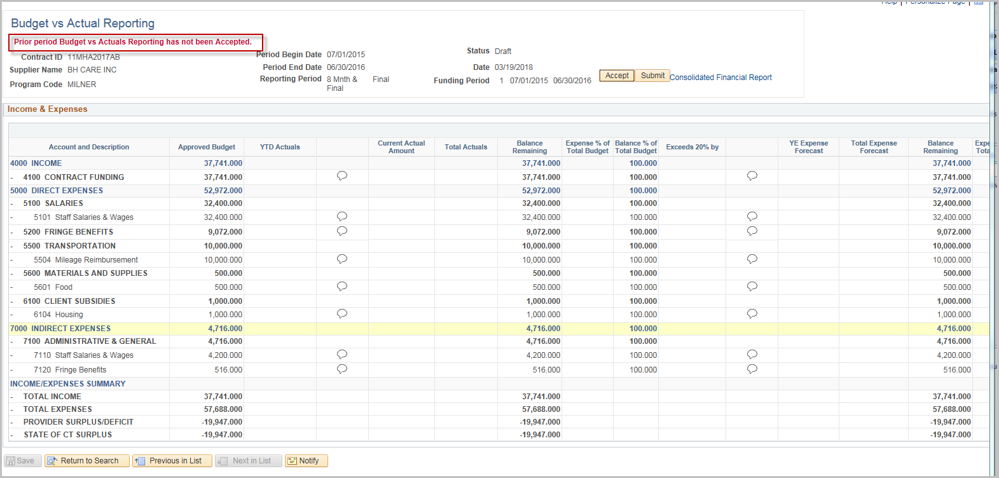 Help | Personalize Page |
Budget vs Actual Reporting
Prior period Budget vs Actuals Reporting has not been Accepted.
Contract ID 11MHA2017AB
Supplier Name BH CARE INC
Program Code MILNER
Period Begin Date 07/01/2015
Period End Date 06/30/2016
Reporting Period 8 Mnth & Final Final
Status Draft
Date 03/19/2018
Funding Period 1 07/01/2015 06/30/2016
Accept Submit Consolidated Financial Report
Income & Expenses
Account and Description Approved Budget YTD Actuals Current Actual Amount Total Actuals Balance Remaining Expense % of Total Budget Balance % of Total Budget Exceeds 20% by YE Expense Forecast Total Expense Forecast Balance Remaining Expe Tota
4000 INCOME 37,741.000 37,741.000 100.000 37,741.000
- 4100 CONTRACT FUNDING 37,741.000 37,741.000 100.000 37,741.000
5000 DIRECT EXPENSES 52,972.000 52,972.000 100.000 52,972.000
- 5100 SALARIES 32,400.000 32,400.000 100.000 32,400.000
- 5101 Staff Salaries & Wages 32,400.000 32,400.000 100.000 32,400.000
- 5200 FRINGE BENEFITS 9,072.000 9,072.000 100.000 9,072.000
- 5500 TRANSPORTATION 10,000.000 10,000.000 100.000 10,000.000
- 5504 Mileage Reimbursement 10,000.000 10,000.000 100.000 10,000.000
- 5600 MATERIALS AND SUPPLIES 500.000 500.000 100.000 500.000
- 5601 Food 500.000 500.000 100.000 500.000
- 6100 CLIENT SUBSIDIES 1,000.000 1,000.000 100.000 1,000.000
- 6104 Housing 1,000.000 1,000.000 100.000 1,000.000
7000 INDIRECT EXPENSES 4,716.000 4,716.000 100.000 4,716.000
- 7100 ADMINISTRATIVE & GENERAL 4,716.000 4,716.000 100.000 4,716.000
- 7110 Staff Salaries & Wages 4,200.000 4,200.000 100.000 4,200.000
- 7120 Fringe Benefits 516.000 516.000 100.000 516.000
INCOME/EXPENSES SUMMARY
- TOTAL INCOME 37,741.000 37,741.000 37,741.000
- TOTAL EXPENSES 57,688.000 57,688.000 57,688.000
- PROVIDER SURPLUS/DEFICIT -19,947.000 -19,947.000 -19,947.000
- STATE OF CT SURPLUS -19,947.000 -19,947.000 -19,947.000
Save Return to Search Previous in List Next in List Notify